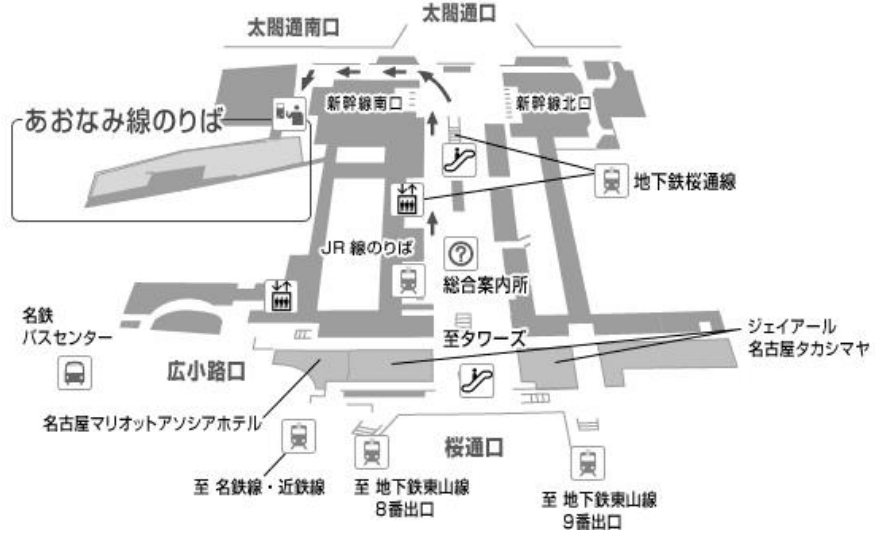 太閤通南口
太閤通口
新幹線南口
新幹線北口
あおなみ線のりば
地下鉄桜通線
JR 線のりば
総合案内所
名鉄
バスセンター
至タワーズ
ジェイアール
名古屋タカシマヤ
広小路口
名古屋マリオットアソシアホテル
桜通口
至 名鉄線・近鉄線
至 地下鉄東山線
8番出口
至 地下鉄東山線
9番出口